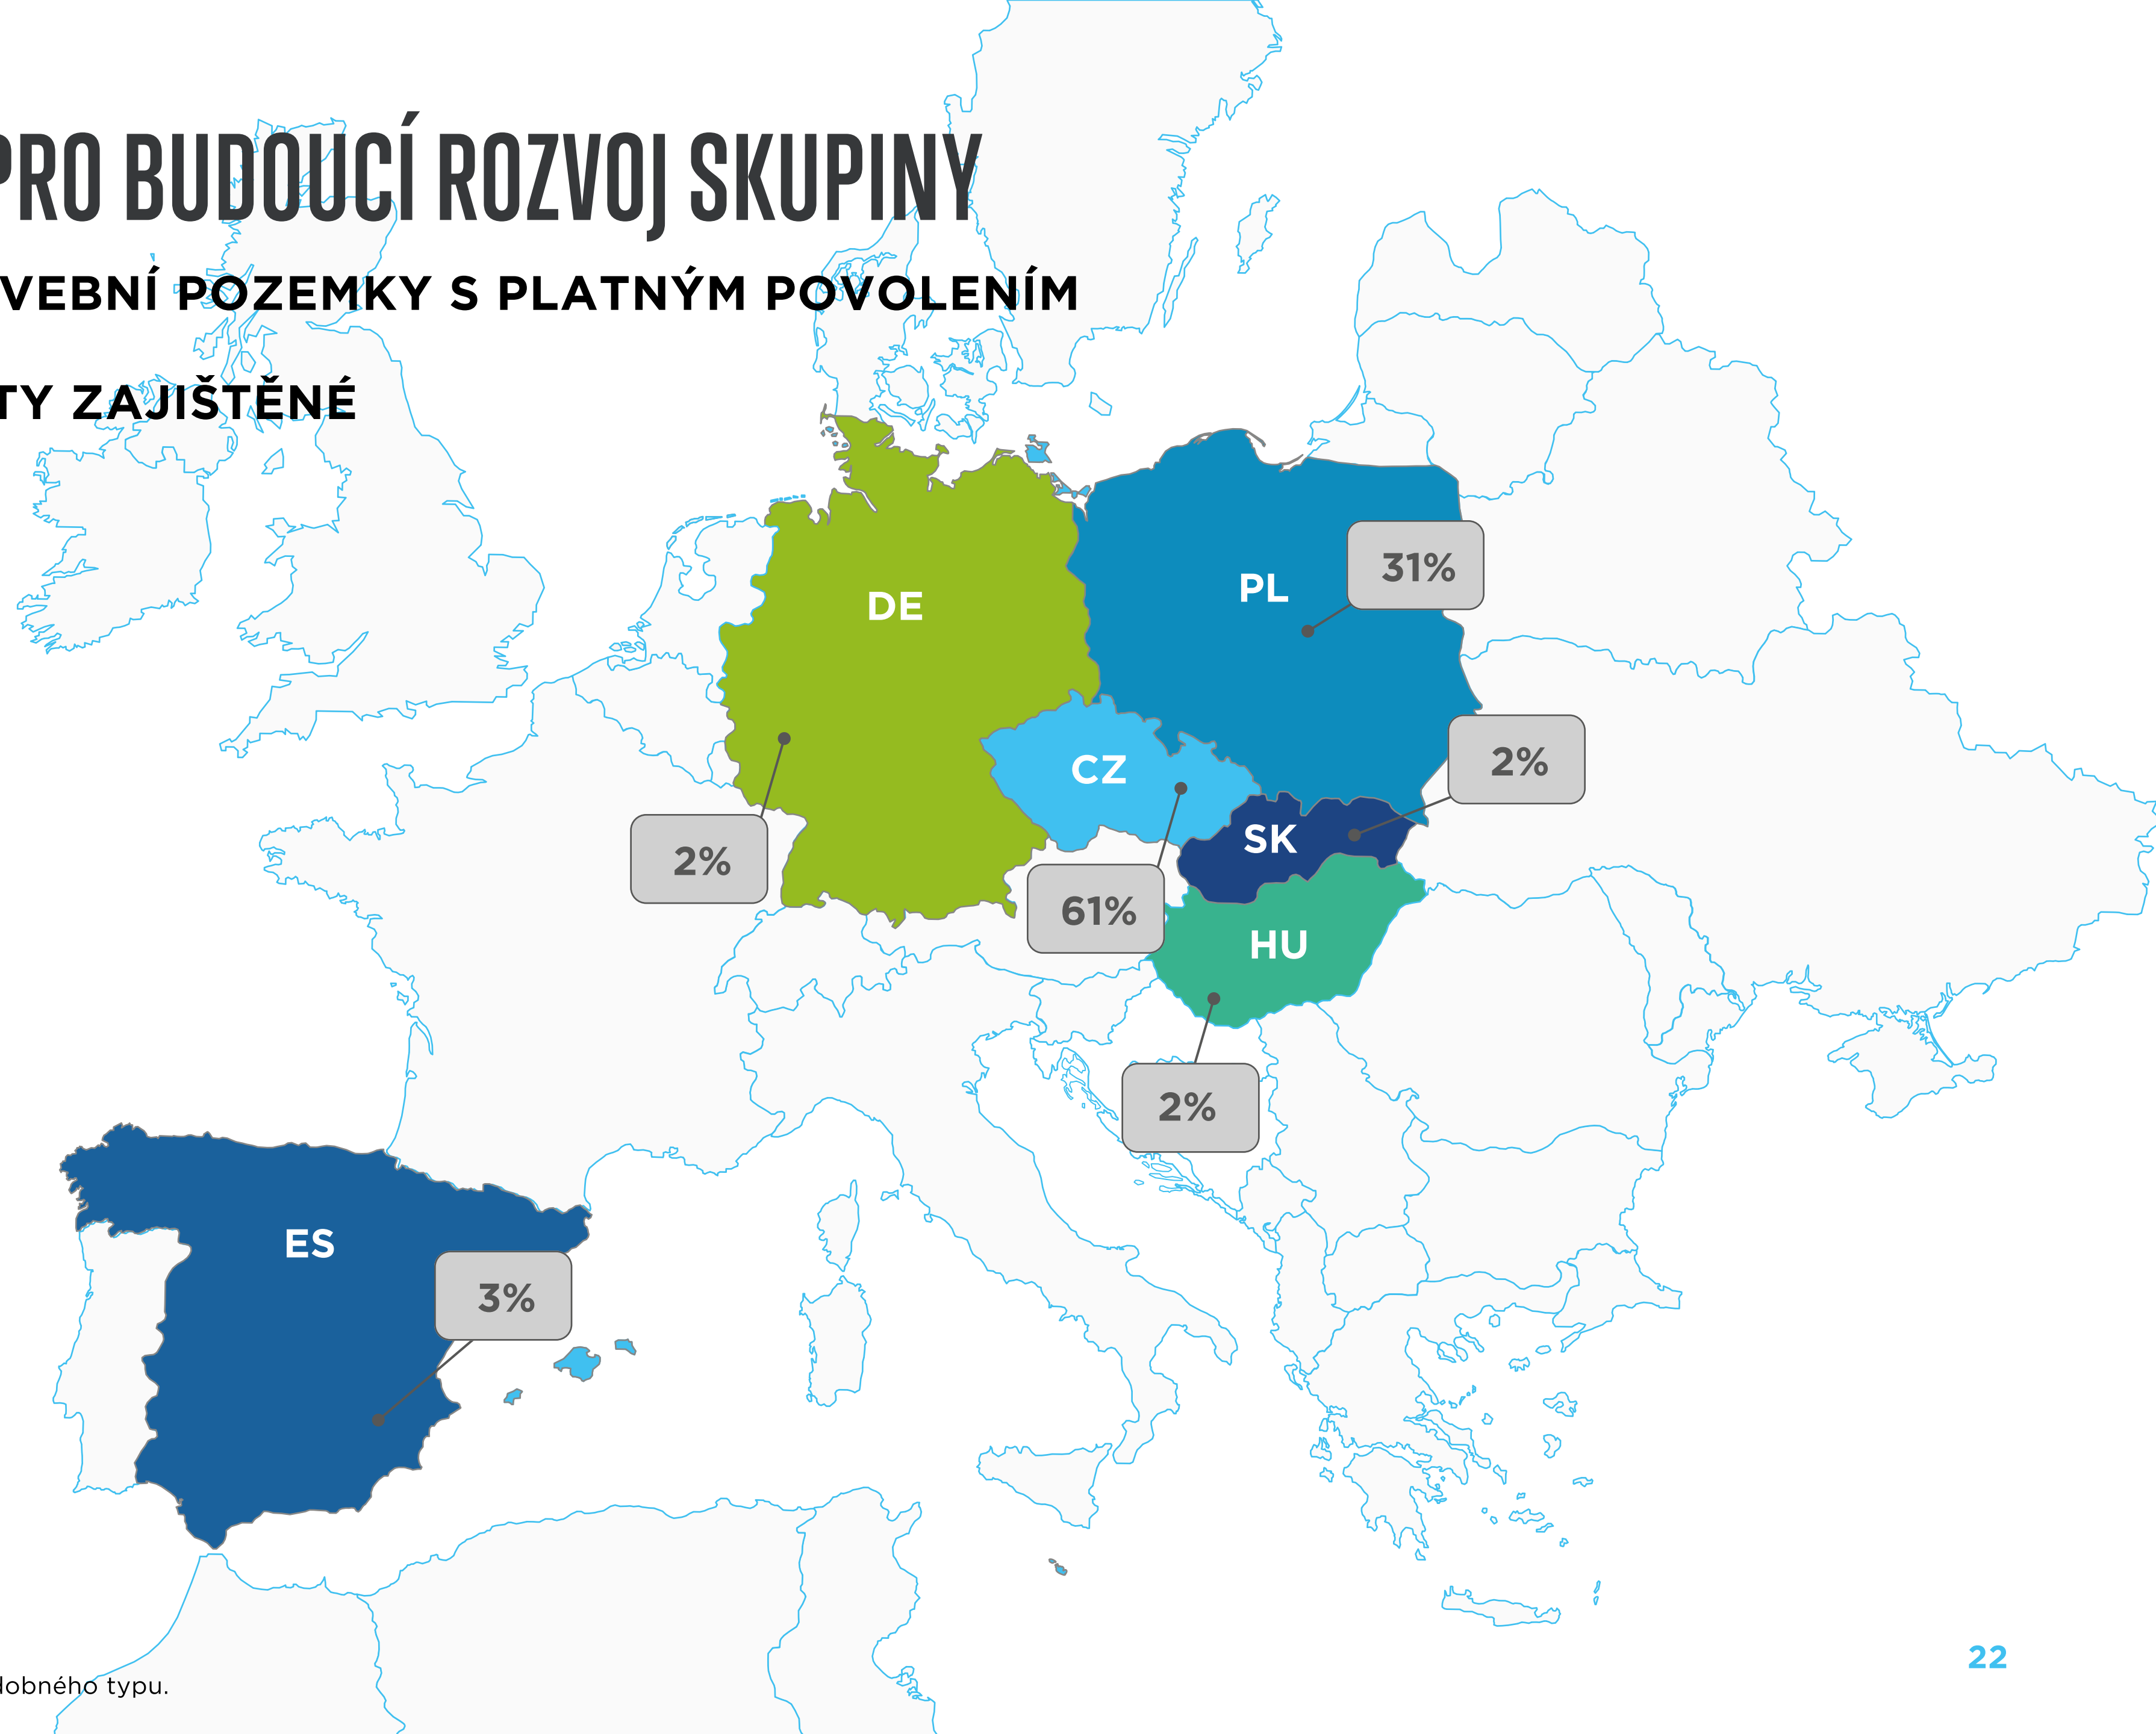 PRO BUDOUCÍ ROZVOJ SKUPINY
VEBNÍ POZEMKY S PLATNÝM POVOLENÍM
TY ZAJIŠTĚNÉ
31%
PL
DE
2%
CZ
SK
2%
61%
HU
2%
ES
3%
22
dobného typu.